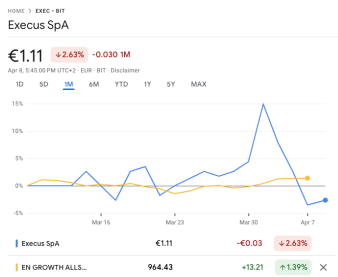 HOME > EXEC • BIT
Execus SpA
€1.11 ↓2.63% -0.030 1M
Apr 8, 5:45:00 PM UTC+2 · EUR · BIT · Disclaimer
1D 5D 1M 6M YTD 1Y 5Y MAX
15%
10%
5%
0%
-5%
Mar 16 Mar 23 Mar 30 Apr 7
Execus SpA €1.11 -€0.03 ↓2.63%
EN GROWTH ALLS... 964.43 +13.21 ↑1.39%